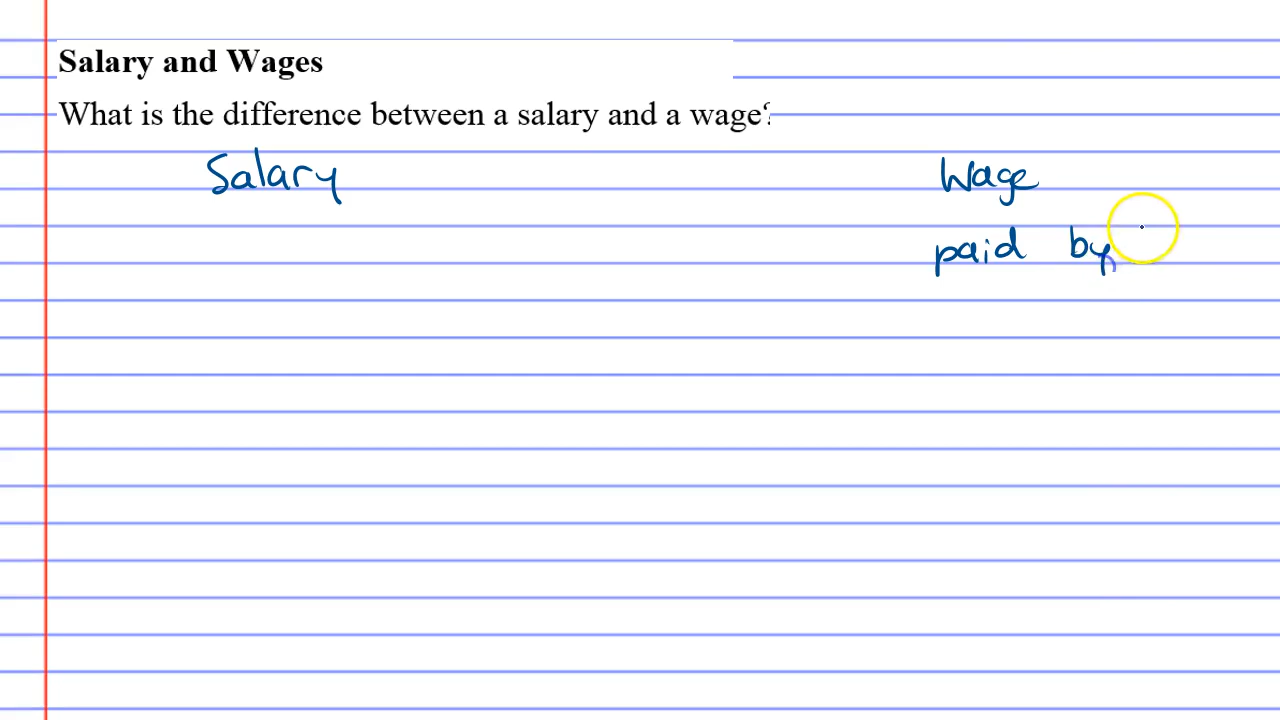 Salary and Wages
What is the difference between a salary and a wage?
Salary Wage
paid by